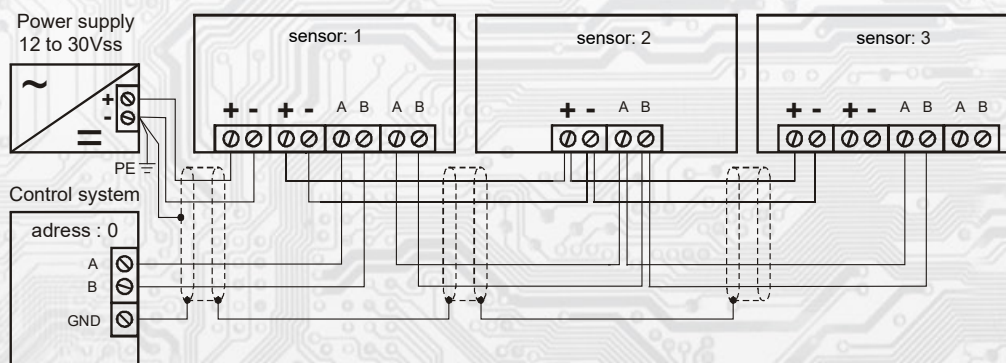 Power supply
12 to 30Vss
~
=
+
-
PE
sensor: 1
+ - + - A B A B
sensor: 2
+ - A B
sensor: 3
+ - + - A B A B
Control system
adress : 0
A
B
GND